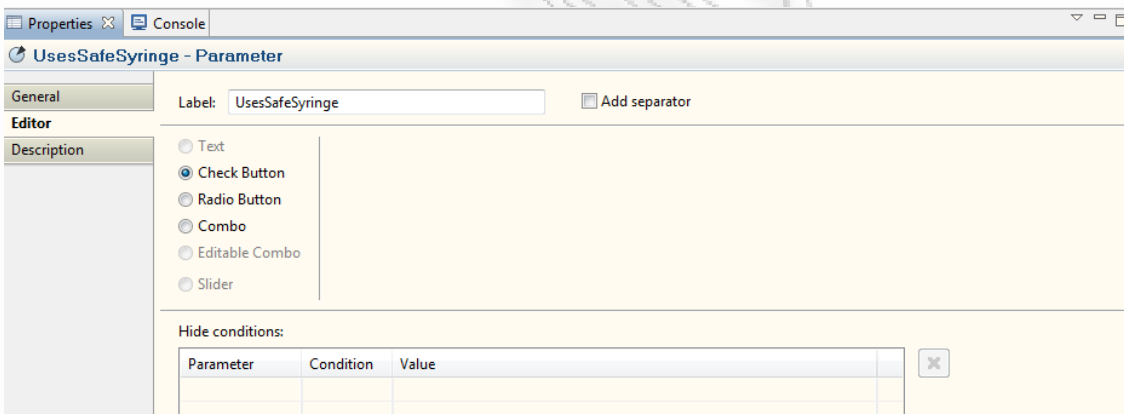 Properties Console
UsesSafeSyringe - Parameter
General
Editor
Description
Label: UsesSafeSyringe Add separator
Text
Check Button
Radio Button
Combo
Editable Combo
Slider
Hide conditions:
Parameter Condition Value